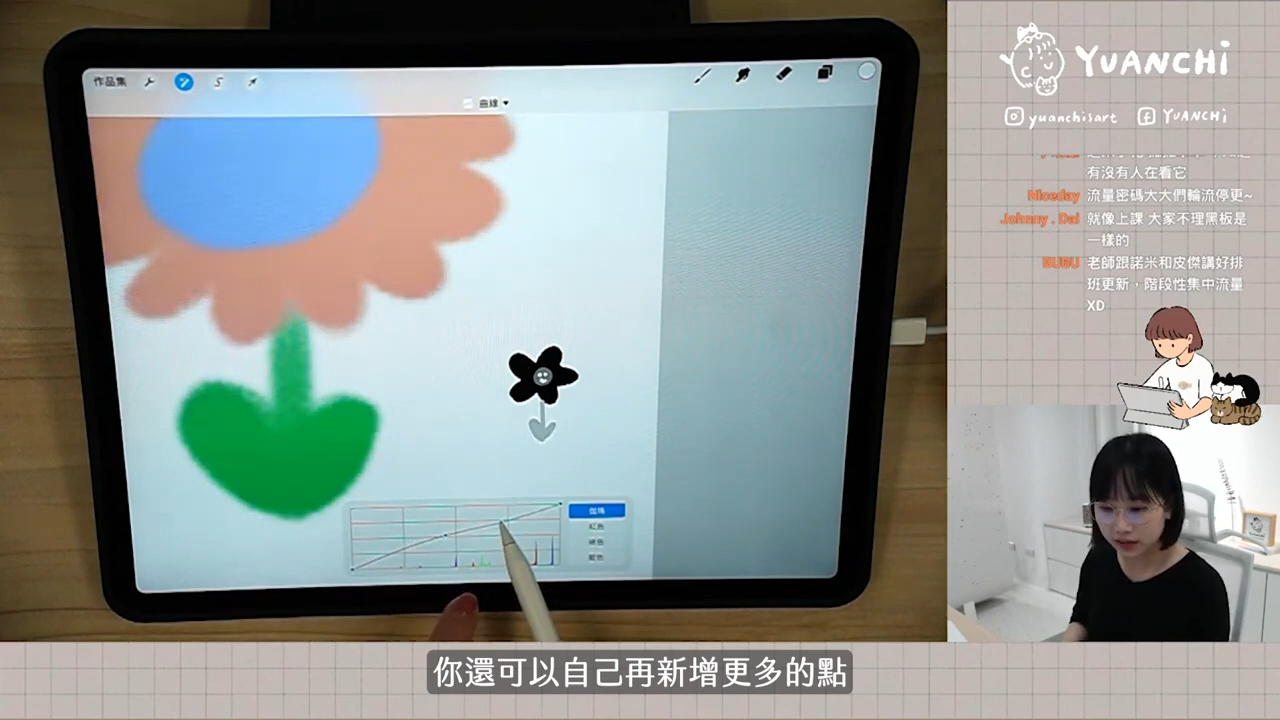 作品集
S
曲線
伽瑪
紅色
綠色
藍色
YUANCHi
yuanchisart YUANCHi
有沒有人在看它
Niceday 流量密碼大大們輪流停更~
Johnny . Dai 就像上課 大家不理黑板是
一樣的
BUBU 老師跟諾米和皮傑講好排
班更新，階段性集中流量
XD
你還可以自己再新增更多的點